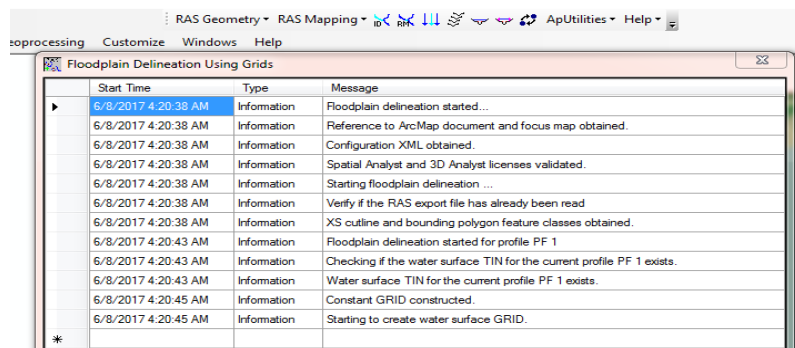 RAS Geometry RAS Mapping ID RMK ApUtilities Help
eoprocessing Customize Windows Help
Floodplain Delineation Using Grids
Start Time Type Message
6/8/2017 4:20:38 AM Information Floodplain delineation started...
6/8/2017 4:20:38 AM Information Reference to ArcMap document and focus map obtained.
6/8/2017 4:20:38 AM Information Configuration XML obtained.
6/8/2017 4:20:38 AM Information Spatial Analyst and 3D Analyst licenses validated.
6/8/2017 4:20:38 AM Information Starting floodplain delineation ...
6/8/2017 4:20:38 AM Information Verify if the RAS export file has already been read
6/8/2017 4:20:38 AM Information XS cutline and bounding polygon feature classes obtained.
6/8/2017 4:20:43 AM Information Floodplain delineation started for profile PF 1
6/8/2017 4:20:43 AM Information Checking if the water surface TIN for the current profile PF 1 exists.
6/8/2017 4:20:43 AM Information Water surface TIN for the current profile PF 1 exists.
6/8/2017 4:20:45 AM Information Constant GRID constructed.
6/8/2017 4:20:45 AM Information Starting to create water surface GRID.